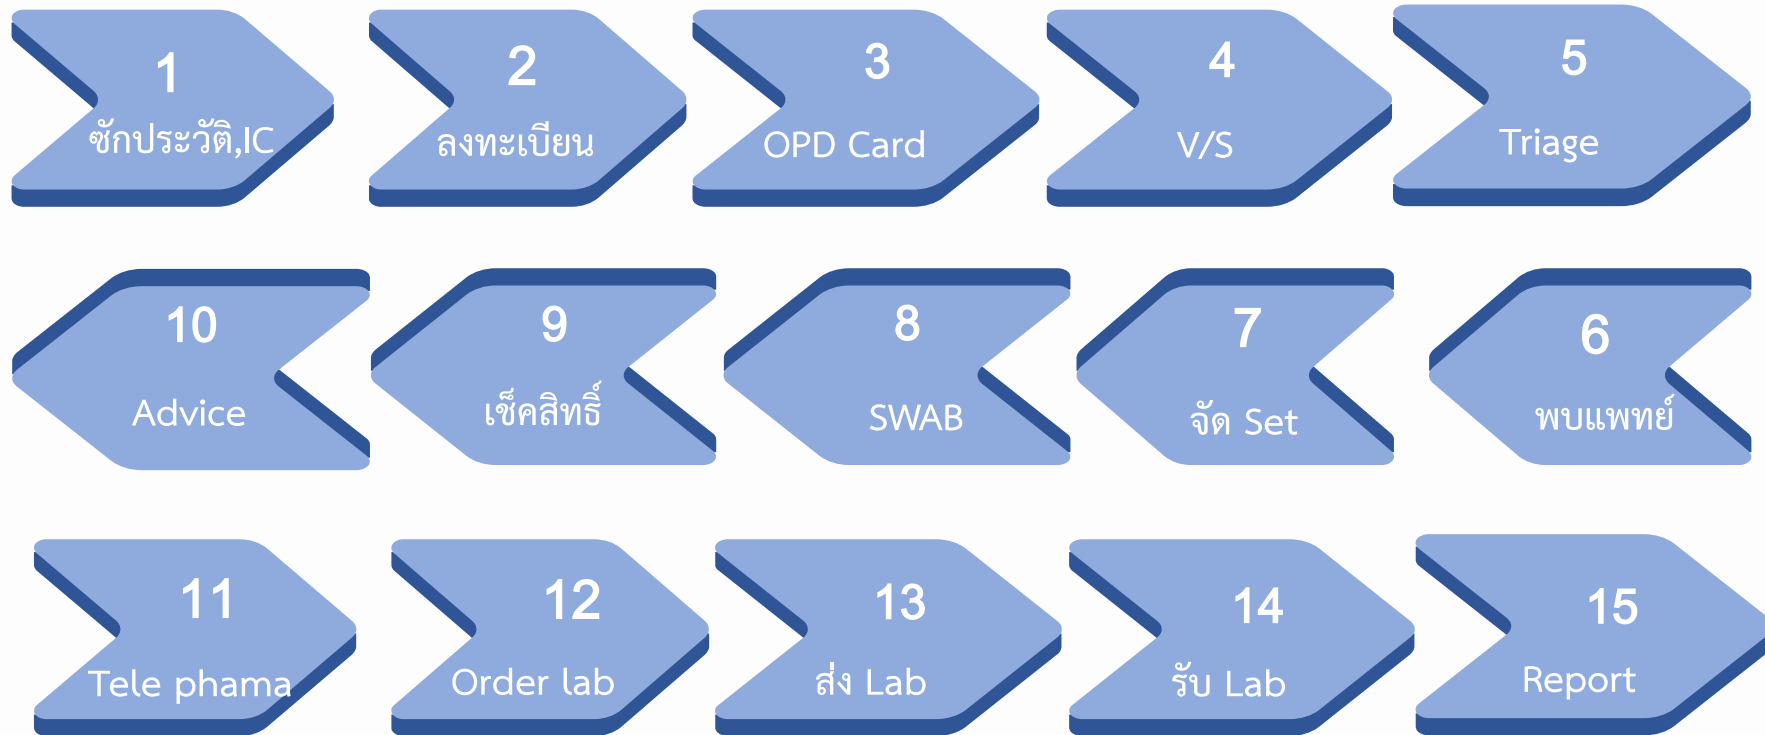 1
ซักประวัติ,IC
2
ลงทะเบียน
3
OPD Card
4
V/S
5
Triage
6
พบแพทย์
7
จัด Set
8
SWAB
9
เช็คสิทธิ์
10
Advice
11
Tele phama
12
Order lab
13
ส่ง Lab
14
รับ Lab
15
Report